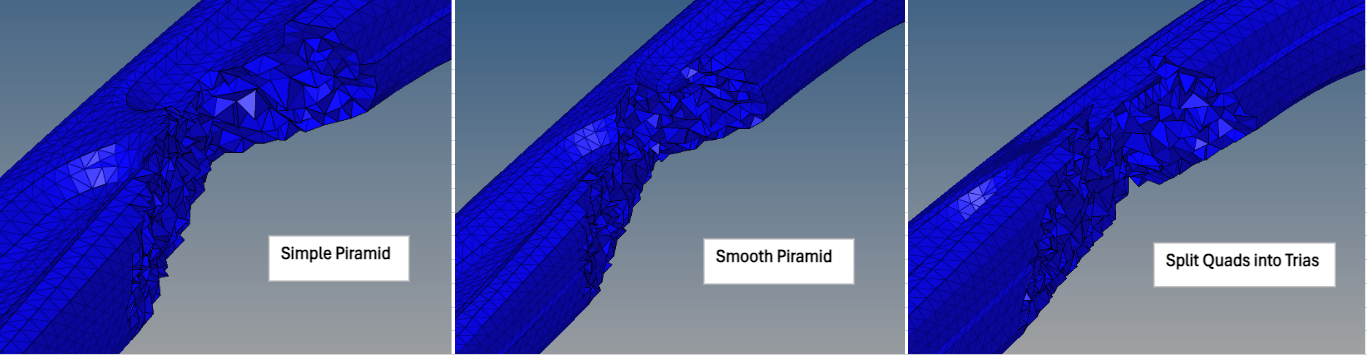 Simple Piramid
Smooth Piramid
Split Quads into Trias